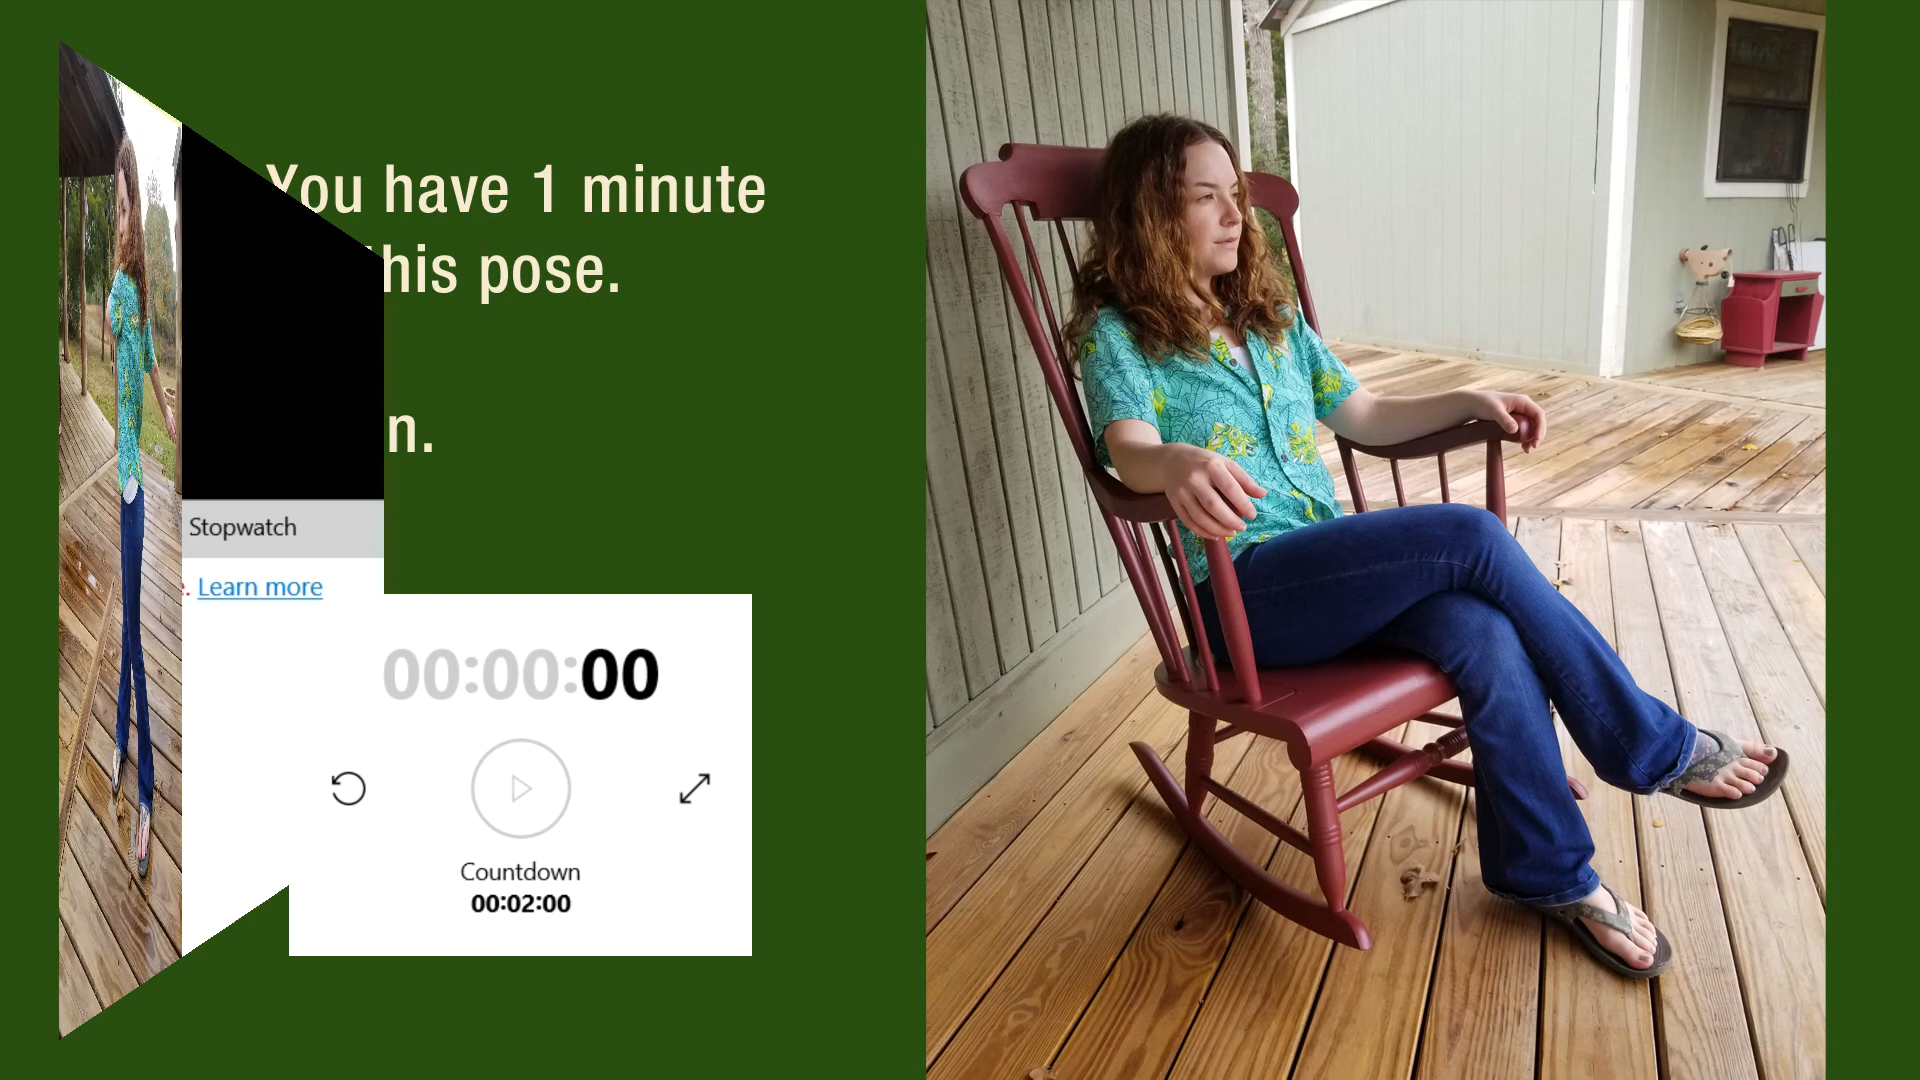 You have 1 minute
his pose.
n.
Stopwatch
. Learn more
00:00:00
Countdown
00:02:00